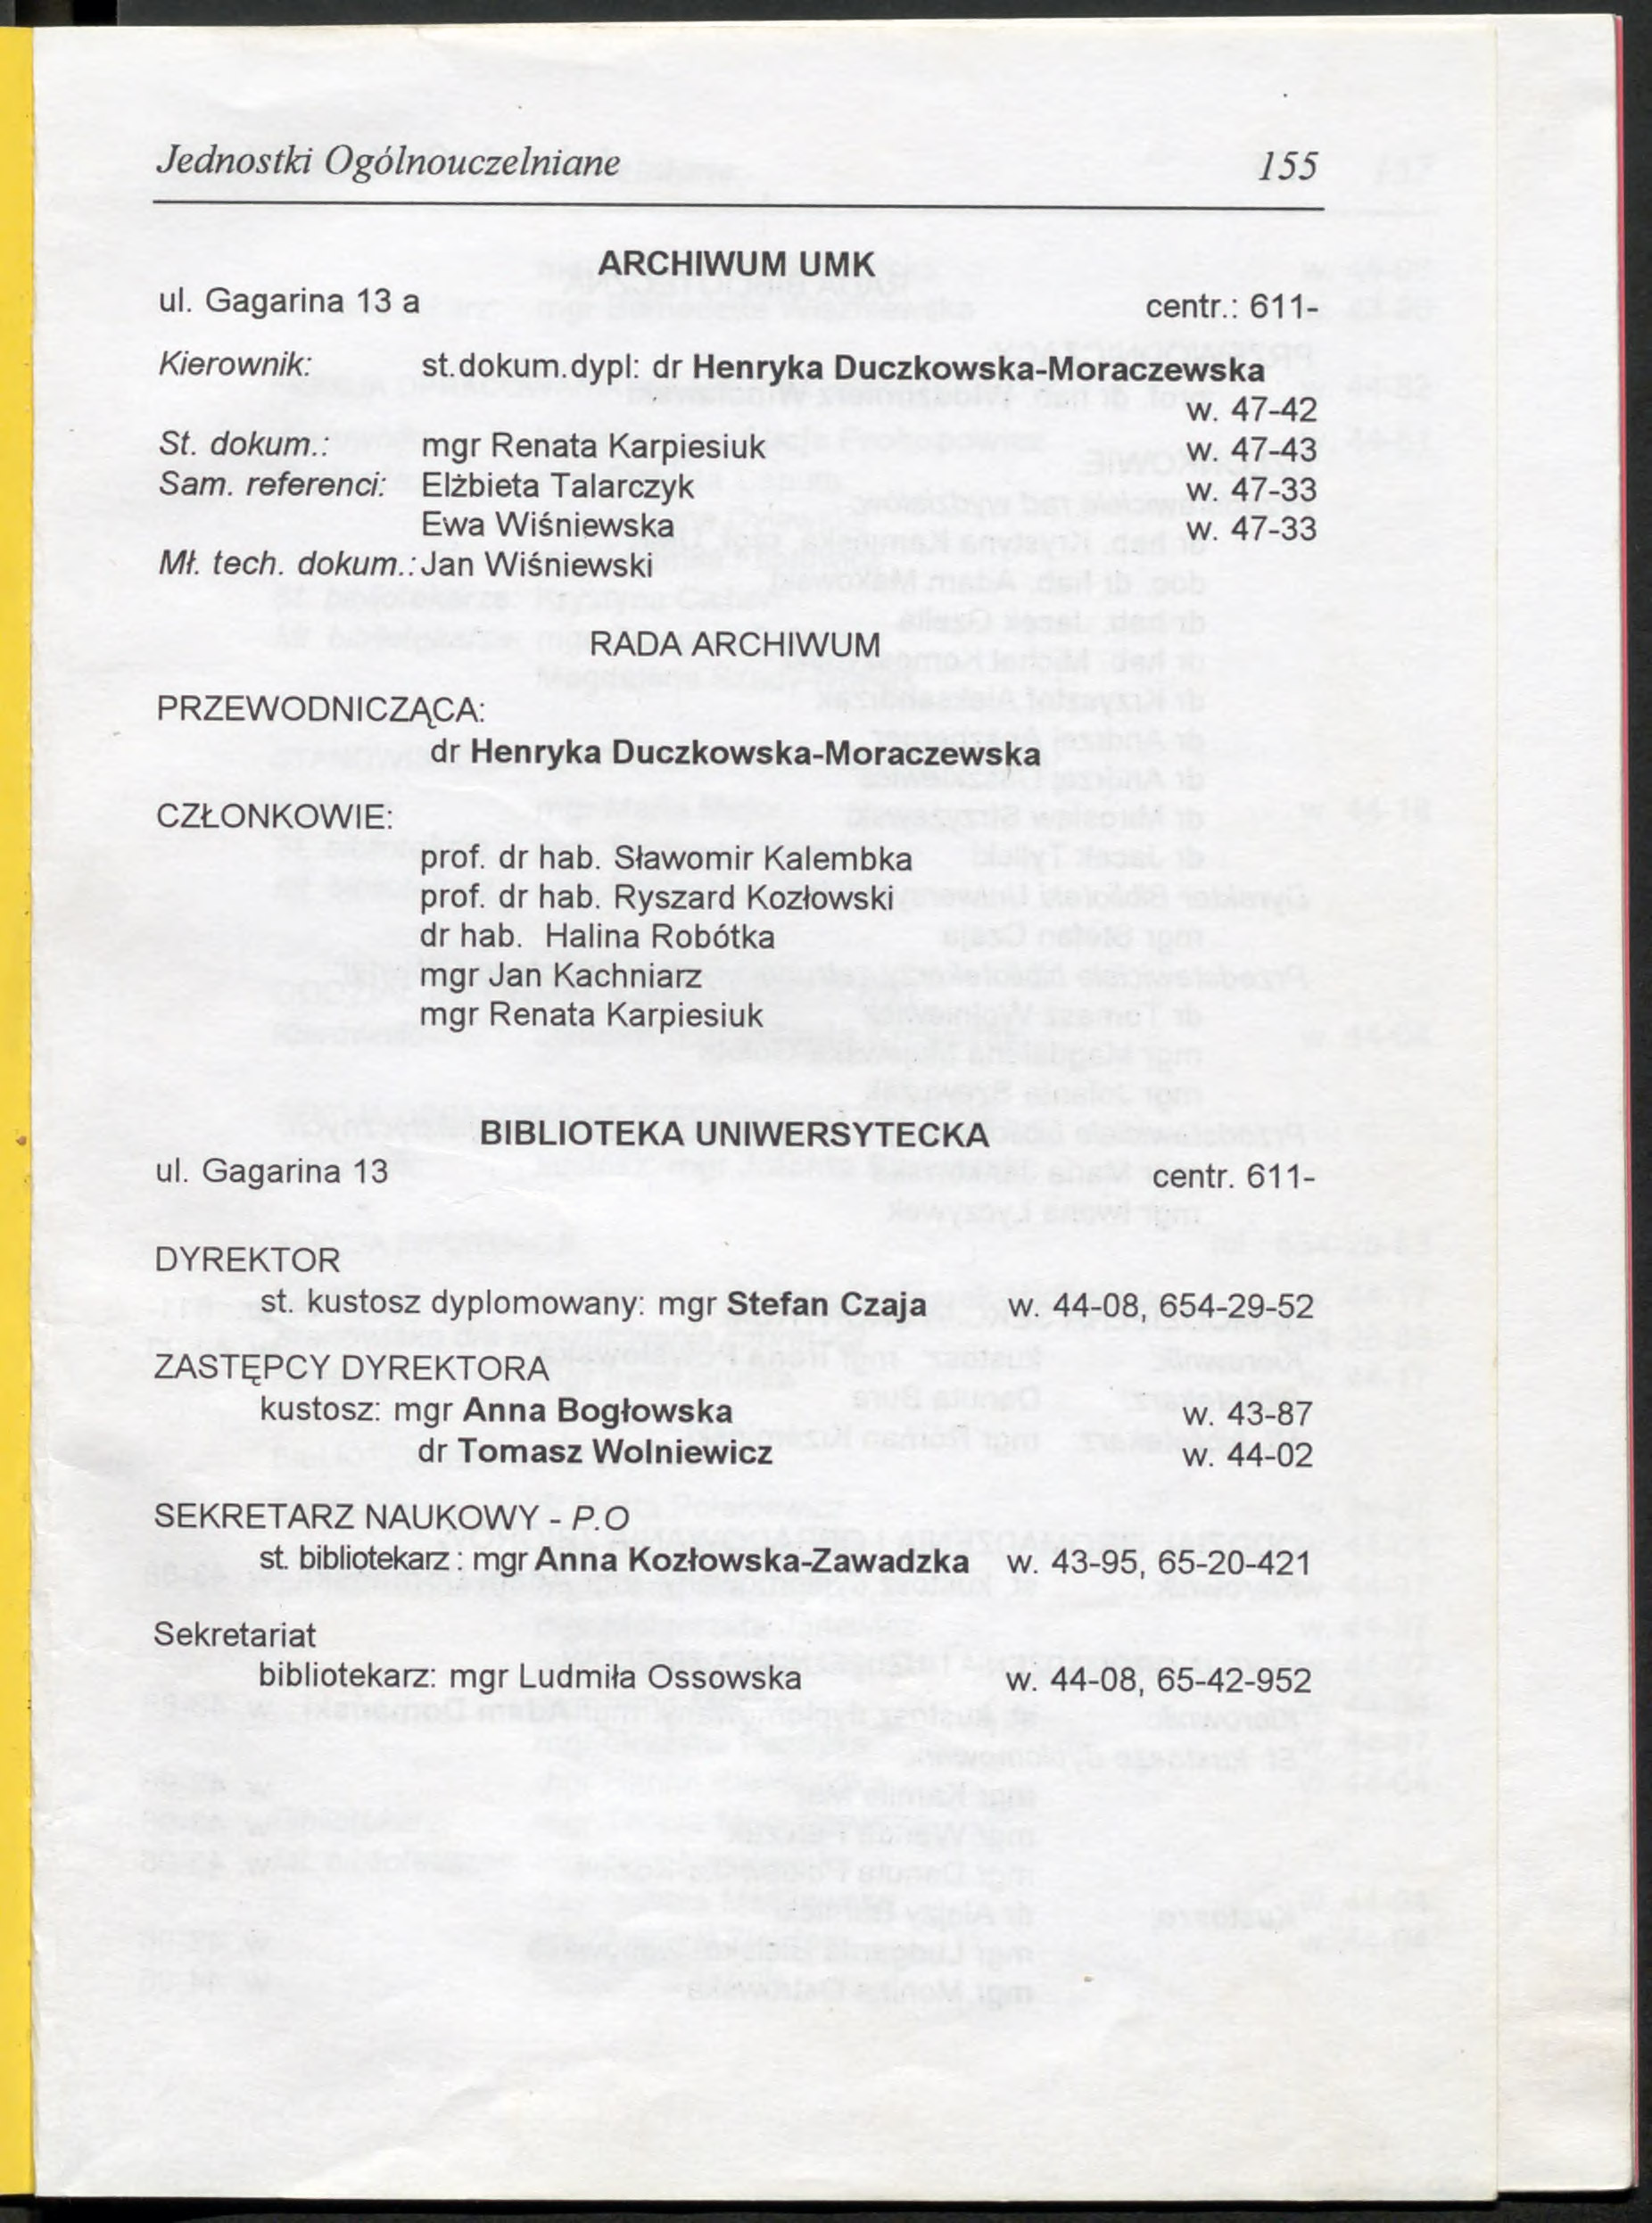 Jednostki Ogólnouczelniane 155
ARCHIWUM UMK
ul. Gagarina 13 a centr.: 611-
Kierownik: st.dokum.dypl: dr Henryka Duczkowska-Moraczewska
w. 47-42
St. dokum.: mgr Renata Karpiesiuk w. 47-43
Sam. referenci: Elżbieta Talarczyk w. 47-33
Ewa Wiśniewska w. 47-33
Mł. tech. dokum.: Jan Wiśniewski
RADA ARCHIWUM
PRZEWODNICZĄCA:
dr Henryka Duczkowska-Moraczewska
CZŁONKOWIE:
prof. dr hab. Sławomir Kalembka
prof. dr hab. Ryszard Kozłowski
dr hab. Halina Robótka
mgr Jan Kachniarz
mgr Renata Karpiesiuk
BIBLIOTEKA UNIWERSYTECKA
ul. Gagarina 13 centr. 611-
DYREKTOR
st. kustosz dyplomowany: mgr Stefan Czaja w. 44-08, 654-29-52
ZASTĘPCY DYREKTORA
kustosz: mgr Anna Bogłowska w. 43-87
dr Tomasz Wolniewicz w. 44-02
SEKRETARZ NAUKOWY - P.O
st. bibliotekarz : mgr Anna Kozłowska-Zawadzka w. 43-95, 65-20-421
Sekretariat
bibliotekarz: mgr Ludmiła Ossowska w. 44-08, 65-42-952